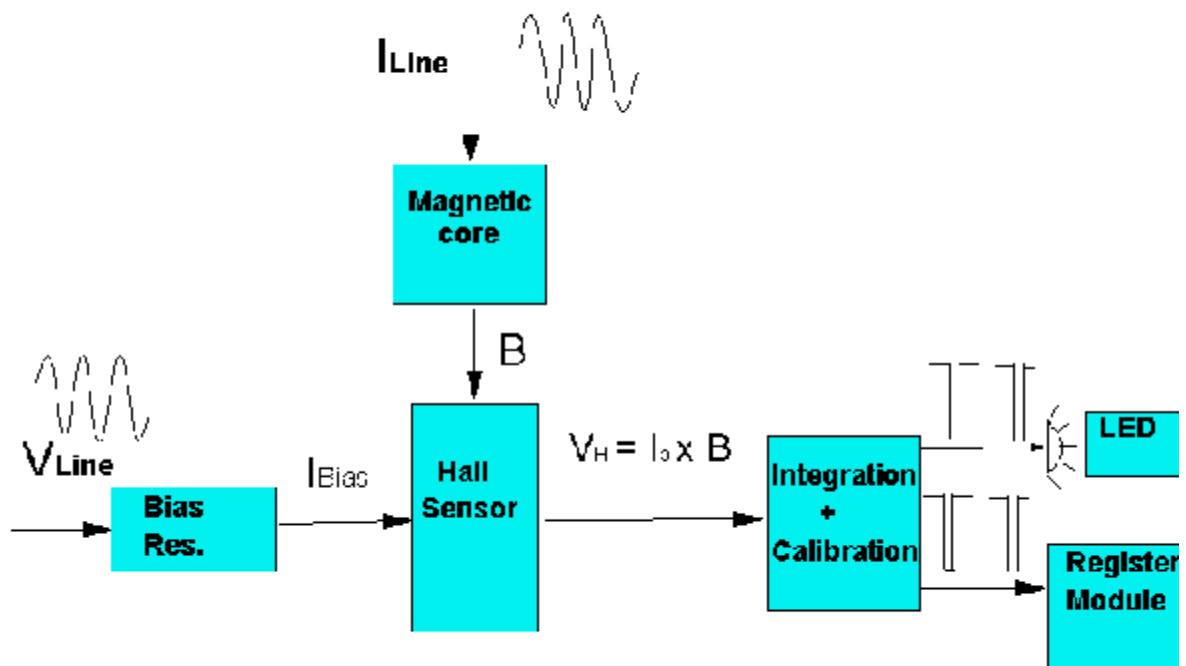 ILine
Magnetic
core
B
VLine
IBias
Bias
Res.
Hall
Sensor
VH = Ib x B
Integration
+
Calibration
LED
Register
Module